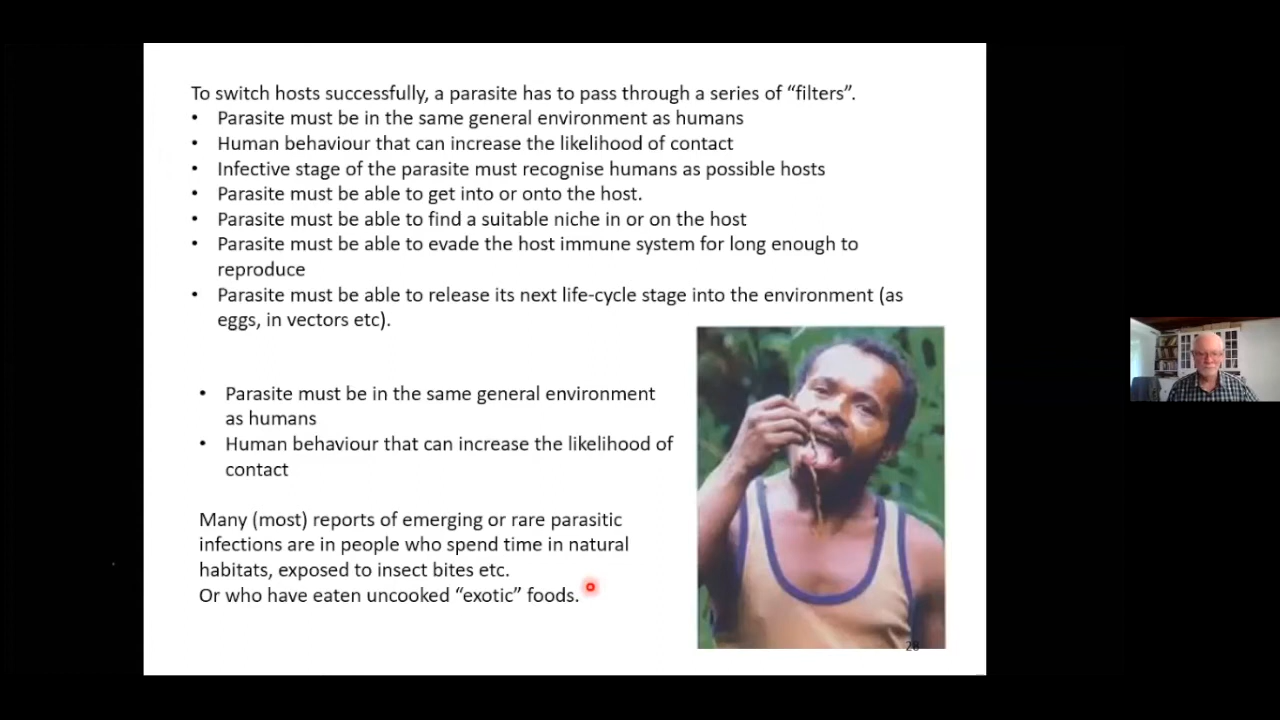 To switch hosts successfully, a parasite has to pass through a series of “filters”.
• Parasite must be in the same general environment as humans
• Human behaviour that can increase the likelihood of contact
• Infective stage of the parasite must recognise humans as possible hosts
• Parasite must be able to get into or onto the host.
• Parasite must be able to find a suitable niche in or on the host
• Parasite must be able to evade the host immune system for long enough to
reproduce
• Parasite must be able to release its next life-cycle stage into the environment (as
eggs, in vectors etc).
• Parasite must be in the same general environment
as humans
• Human behaviour that can increase the likelihood of
contact
Many (most) reports of emerging or rare parasitic
infections are in people who spend time in natural
habitats, exposed to insect bites etc.
Or who have eaten uncooked “exotic” foods.
28